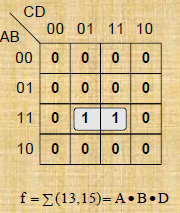 CD
AB
00 01 11 10
00 0 0 0 0
01 0 0 0 0
11 0 1 1 0
10 0 0 0 0
f = ∑(13,15)= A • B • D